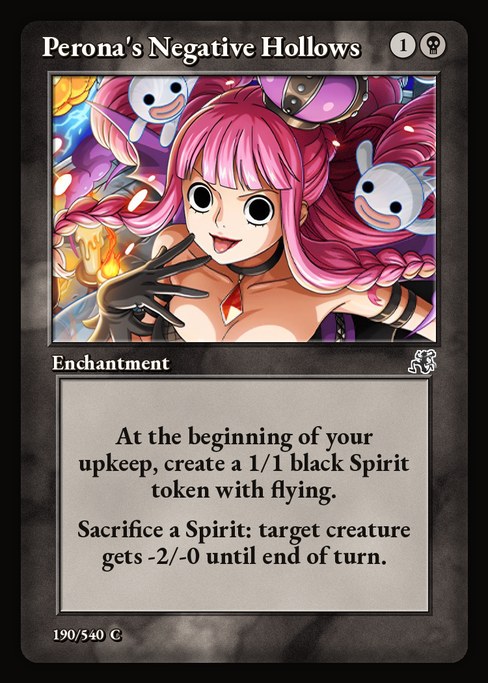 Perona's Negative Hollows 1
Enchantment
At the beginning of your
upkeep, create a 1/1 black Spirit
token with flying.
Sacrifice a Spirit: target creature
gets -2/-0 until end of turn.
190/540 C